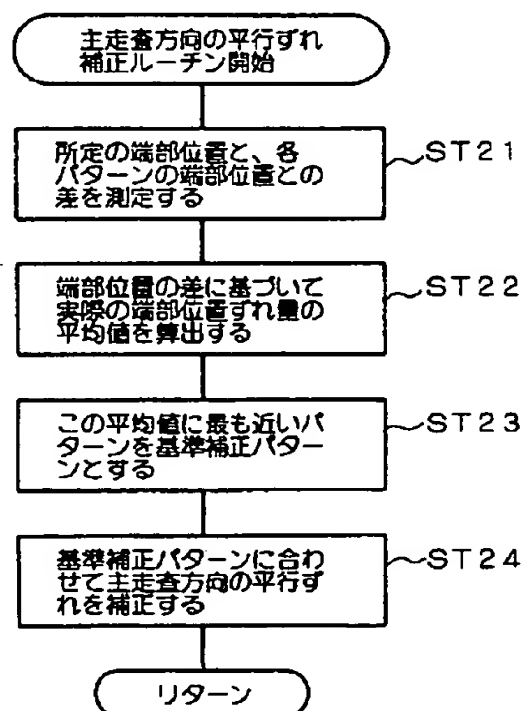 主走査方向の平行ずれ
補正ルーチン開始
所定の端部位置と、各
パターンの端部位置との
差を測定する
ST21
端部位置の差に基づいて
実際の端部位置ずれ量の
平均値を算出する
ST22
この平均値に最も近いパ
ターンを基準補正パター
ンとする
ST23
基準補正パターンに合わ
せて主走査方向の平行ず
れを補正する
ST24
リターン